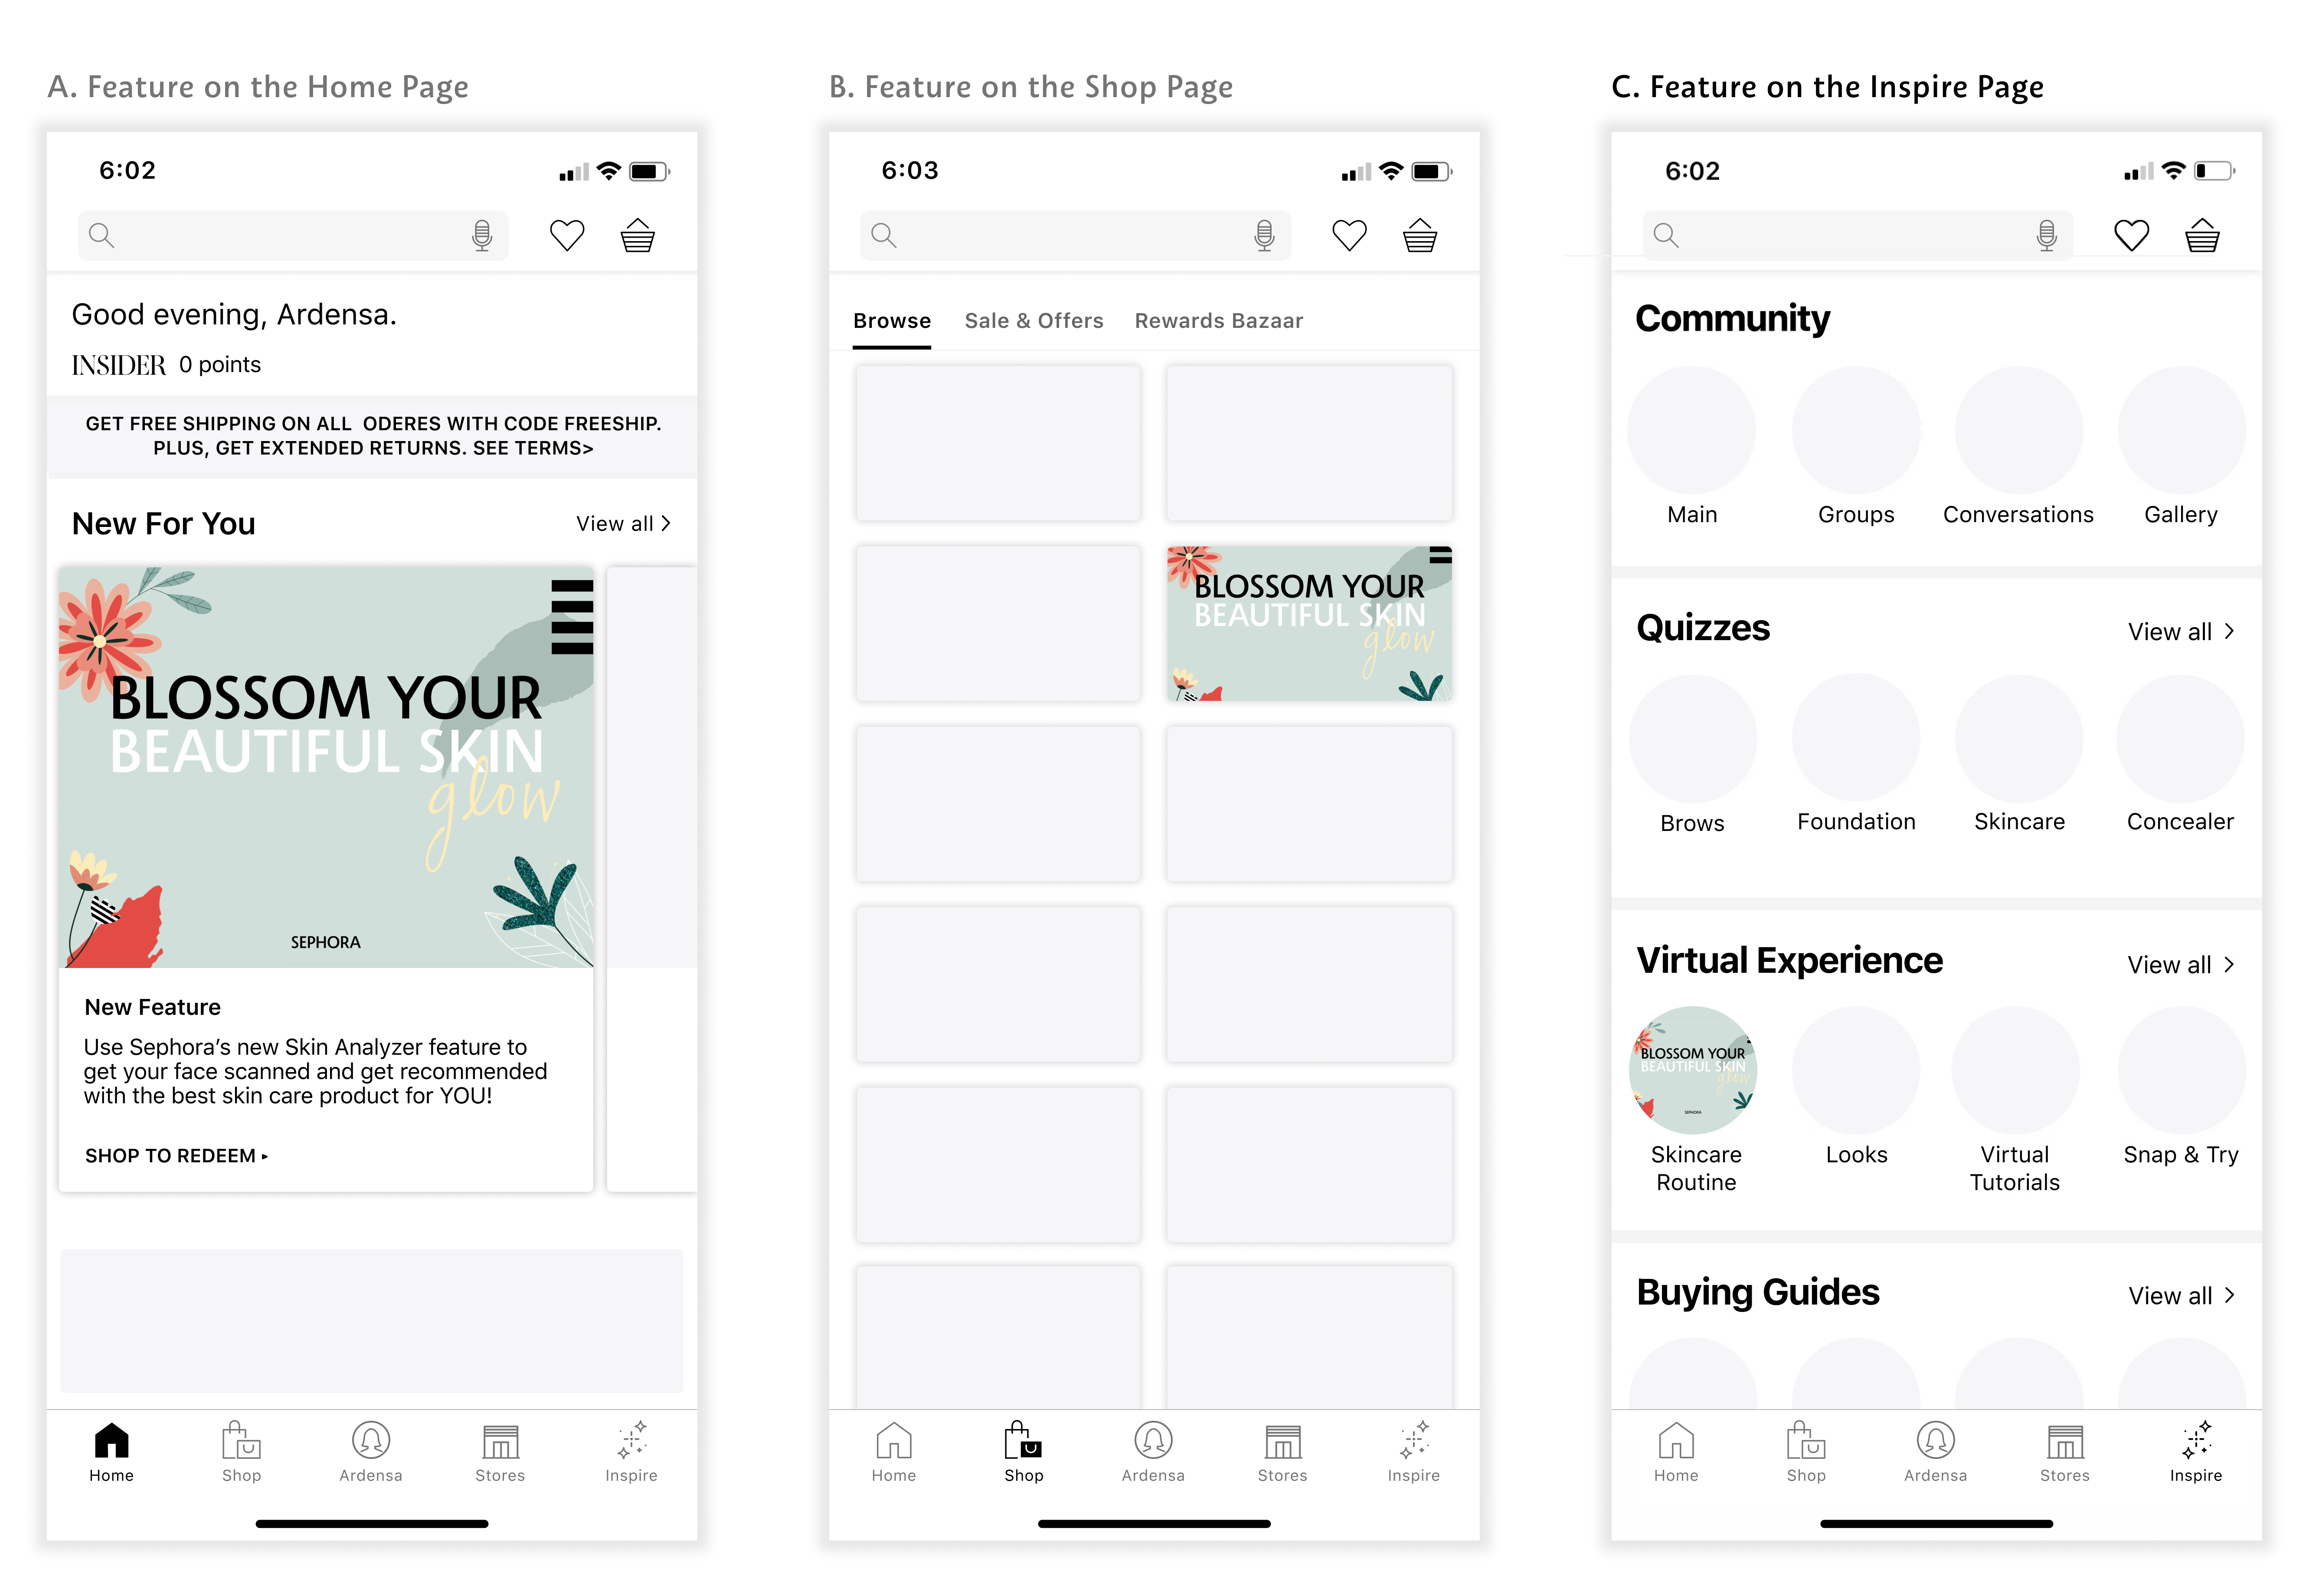 A. Feature on the Home Page
6:02
Good evening, Ardensa.
INSIDER 0 points
GET FREE SHIPPING ON ALL ODERES WITH CODE FREESHIP.
PLUS, GET EXTENDED RETURNS. SEE TERMS>
New For You
View all >
BLOSSOM YOUR
BEAUTIFUL SKIN
glow
SEPHORA
New Feature
Use Sephora’s new Skin Analyzer feature to
get your face scanned and get recommended
with the best skin care product for YOU!
SHOP TO REDEEM ▸
Home
Shop
Ardensa
Stores
Inspire
B. Feature on the Shop Page
6:03
Browse
Sale & Offers
Rewards Bazaar
BLOSSOM YOUR
BEAUTIFUL SKIN
glow
Home
Shop
Ardensa
Stores
Inspire
C. Feature on the Inspire Page
6:02
Community
Main
Groups
Conversations
Gallery
Quizzes
View all >
Brows
Foundation
Skincare
Concealer
Virtual Experience
View all >
BLOSSOM YOUR
BEAUTIFUL SKIN
glow
SEPHORA
Skincare
Routine
Looks
Virtual
Tutorials
Snap & Try
Buying Guides
View all >
Home
Shop
Ardensa
Stores
Inspire